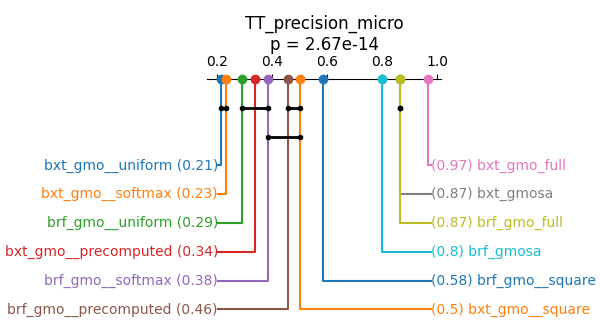 TT_precision_micro
p = 2.67e-14
0.2 0.4 0.6 0.8 1.0
bxt_gmo__uniform (0.21) (0.97) bxt_gmo_full
bxt_gmo__softmax (0.23) (0.87) bxt_gmosa
brf_gmo__uniform (0.29) (0.87) brf_gmo_full
bxt_gmo__precomputed (0.34) (0.8) brf_gmosa
brf_gmo__softmax (0.38) (0.58) brf_gmo__square
brf_gmo__precomputed (0.46) (0.5) bxt_gmo__square